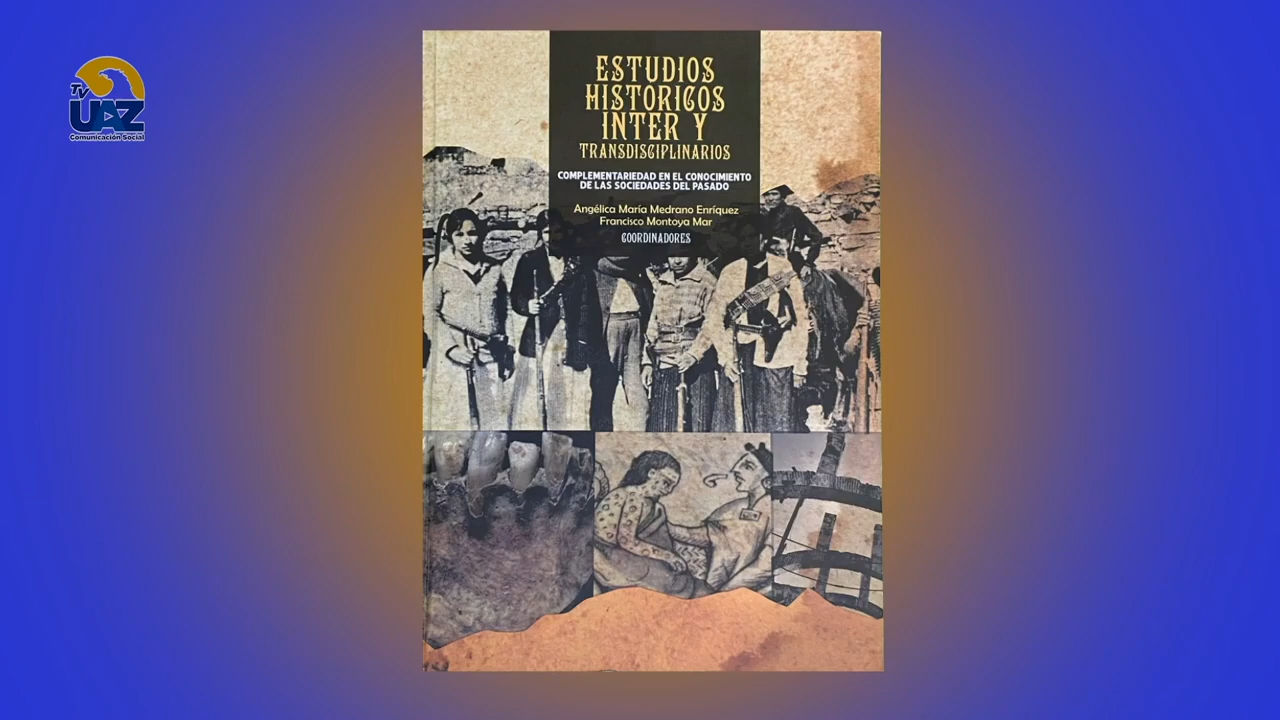 TV
UAZ
Comunicación Social
ESTUDIOS
HISTÓRICOS
INTER Y
TRANSDISCIPLINARIOS
COMPLEMENTARIEDAD EN EL CONOCIMIENTO
DE LAS SOCIEDADES DEL PASADO
Angélica María Medrano Enríquez
Francisco Montoya Mar
COORDINADORES